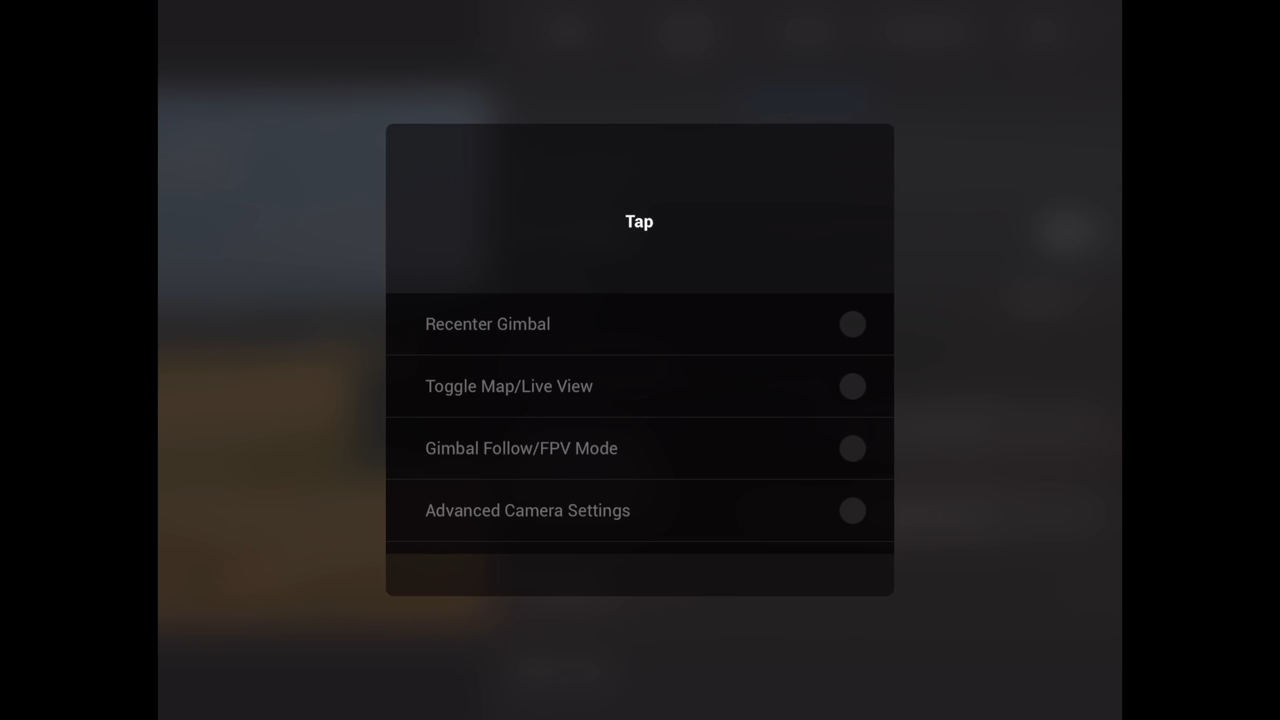 Tap
Recenter Gimbal
Toggle Map/Live View
Gimbal Follow/FPV Mode
Advanced Camera Settings